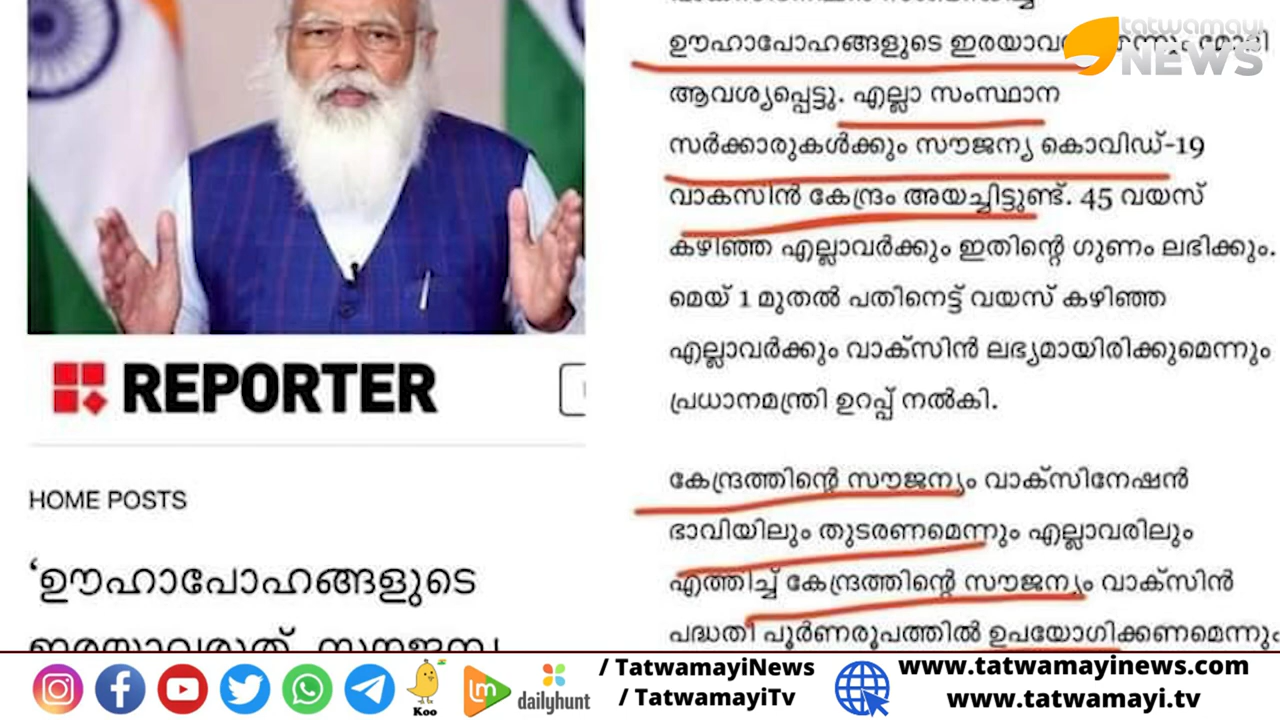 ഊഹാപോഹങ്ങളുടെ
tatwamayi
NEWS
ആവശ്യപ്പെട്ടു. എല്ലാ സംസ്ഥാന
സർക്കാരുകൾക്കും സൗജന്യ കൊവിഡ്-19
വാക്സിൻ കേന്ദ്രം അയച്ചിട്ടുണ്ട്. 45 വയസ്
കഴിഞ്ഞ എല്ലാവർക്കും ഇതിന്റെ ഗുണം ലഭിക്കും.
മെയ് 1 മുതൽ പതിനെട്ട് വയസ് കഴിഞ്ഞ
എല്ലാവർക്കും വാക്‌സിൻ ലഭ്യമായിരിക്കുമെന്നും
പ്രധാനമന്ത്രി ഉറപ്പ് നൽകി.
കേന്ദ്രത്തിന്റെ സൗജന്യം വാക്‌സിനേഷൻ
ഭാവിയിലും തുടരണമെന്നും എല്ലാവരിലും
എത്തിച്ച് കേന്ദ്രത്തിന്റെ സൗജന്യം വാക്‌സിൻ
പദ്ധതി പൂർണരൂപത്തിൽ ഉപയോഗിക്കണമെന്നും
REPORTER
HOME POSTS
‘ഊഹാപോഹങ്ങളുടെ
Koo
dailyhunt
/ TatwamayiNews
/ TatwamayiTv
www.tatwamayinews.com
www.tatwamayi.tv